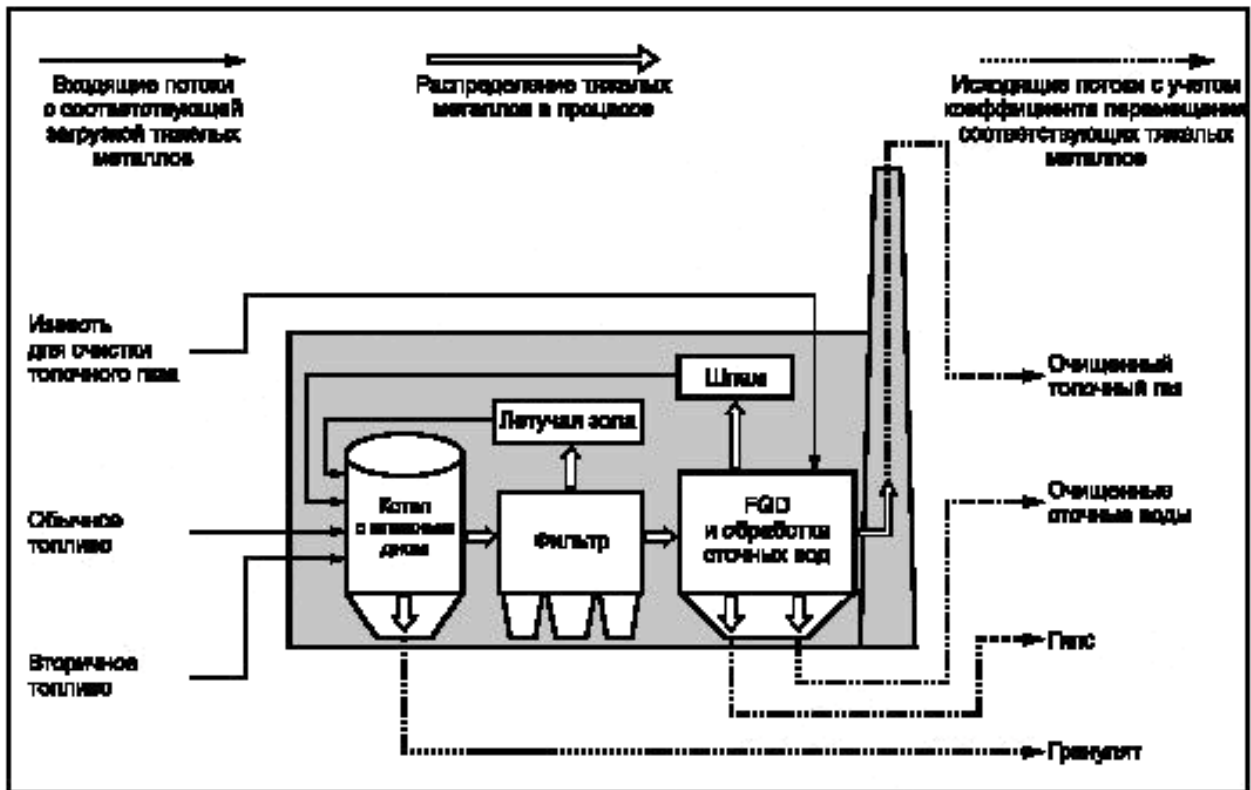 Входящие потоки
с соответствующей
загрузкой тяжелых
металлов
Распределение тяжелых
металлов в процессе
Исходящие потоки с учетом
коэффициента перемещения
соответствующих тяжелых
металлов
Известь
для очистки
топочного газа
Шлам
Летучая зола
Очищенный
топочный газ
Котел
с влажным
дном
Фильтр
FGD
и обработка
сточных вод
Очищенные
сточные воды
Обычное
топливо
Вторичное
топливо
Гипс
Гранулят